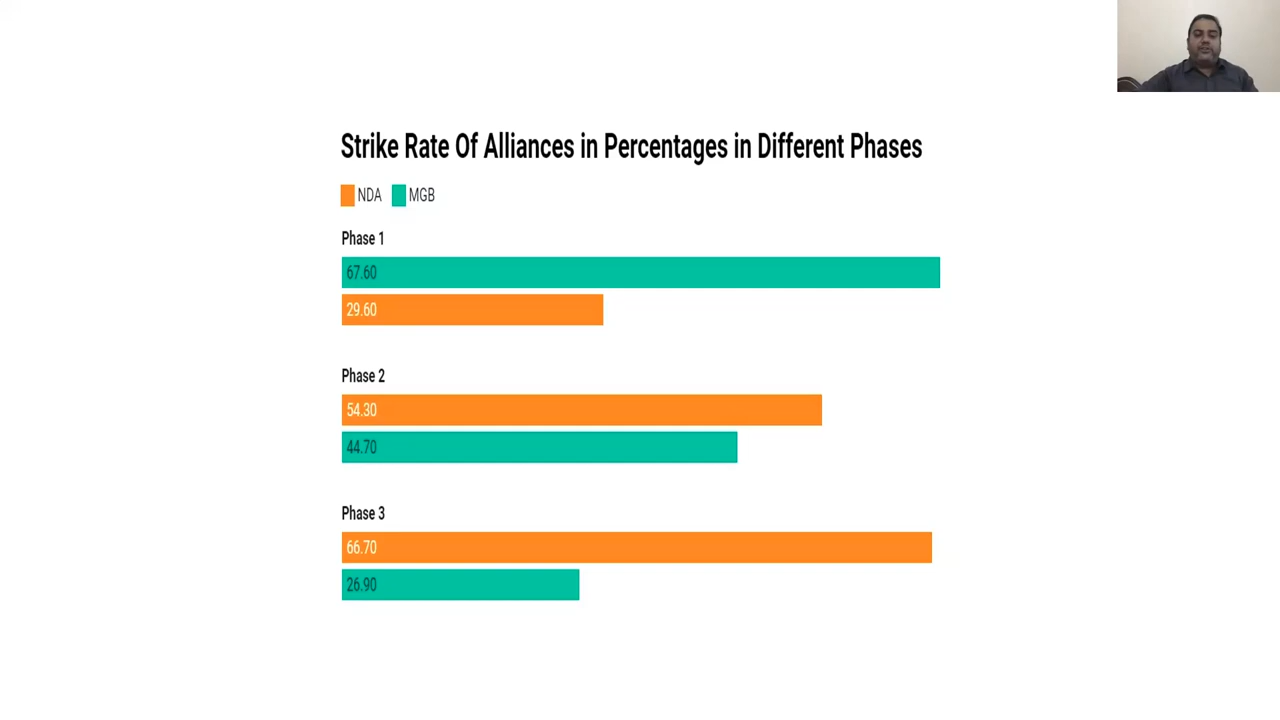 Strike Rate Of Alliances in Percentages in Different Phases
NDA MGB
Phase 1
67.60
29.60
Phase 2
54.30
44.70
Phase 3
66.70
26.90